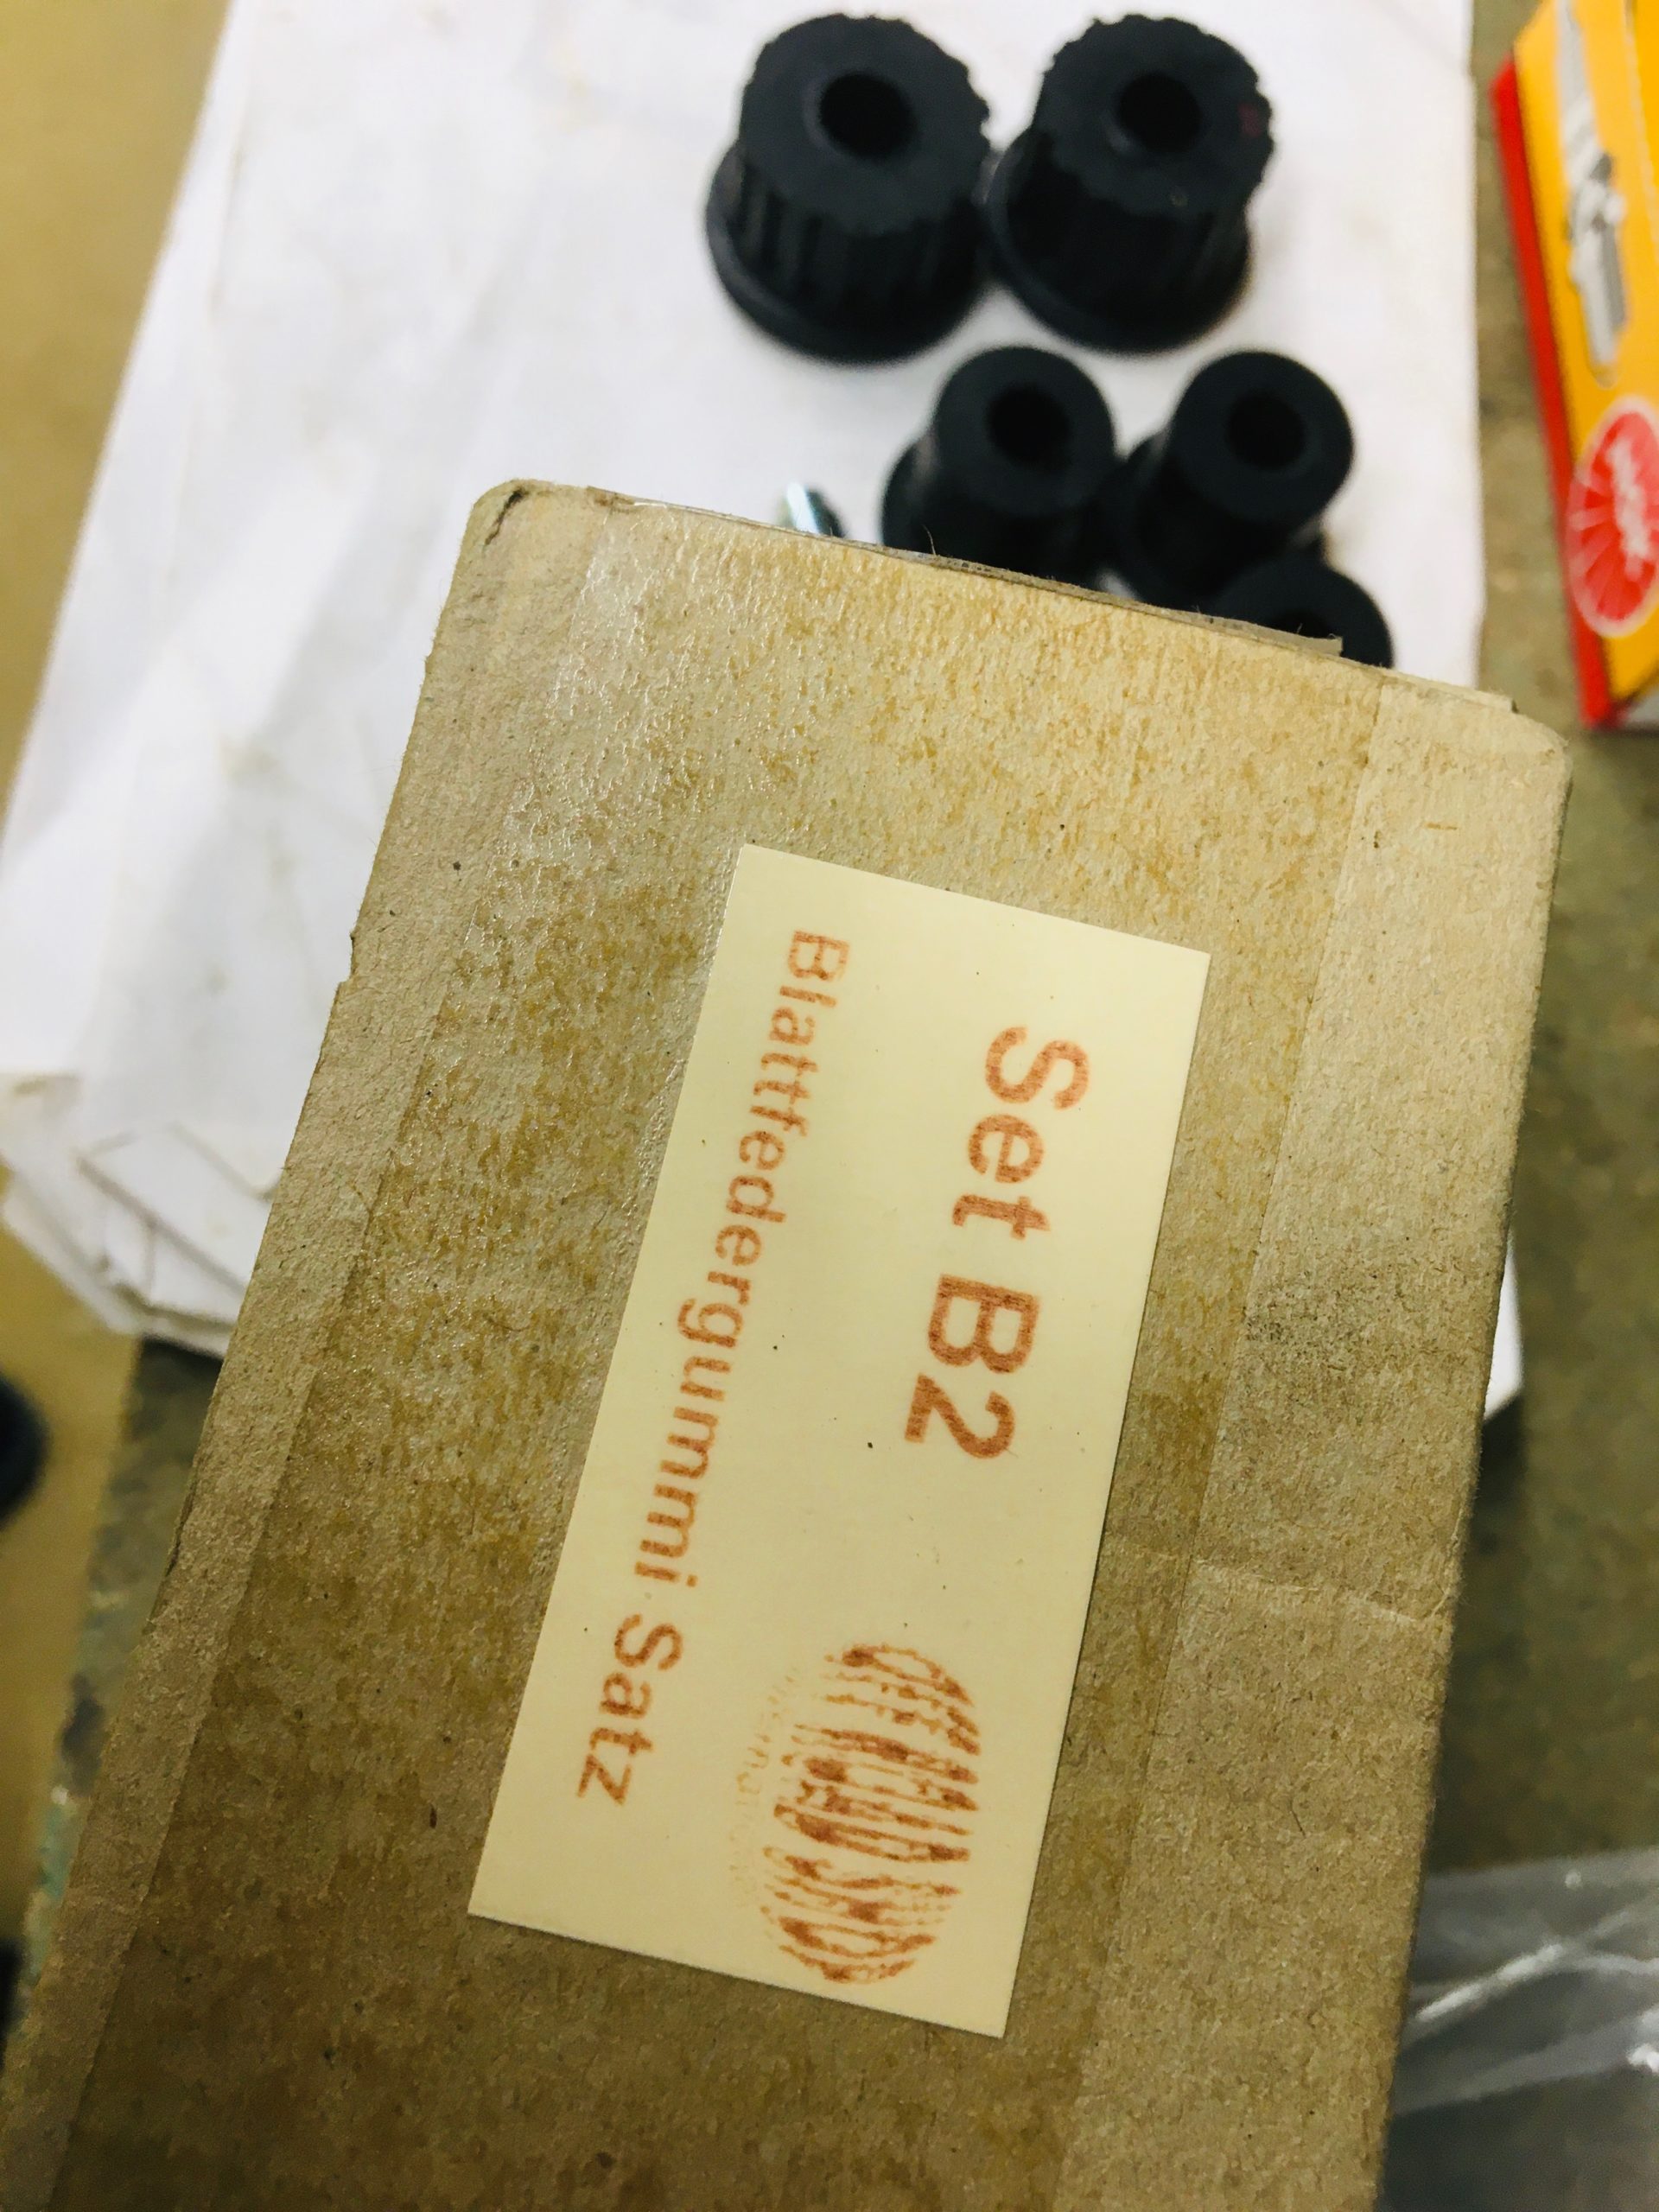 Set B2
Blattfedergummi Satz